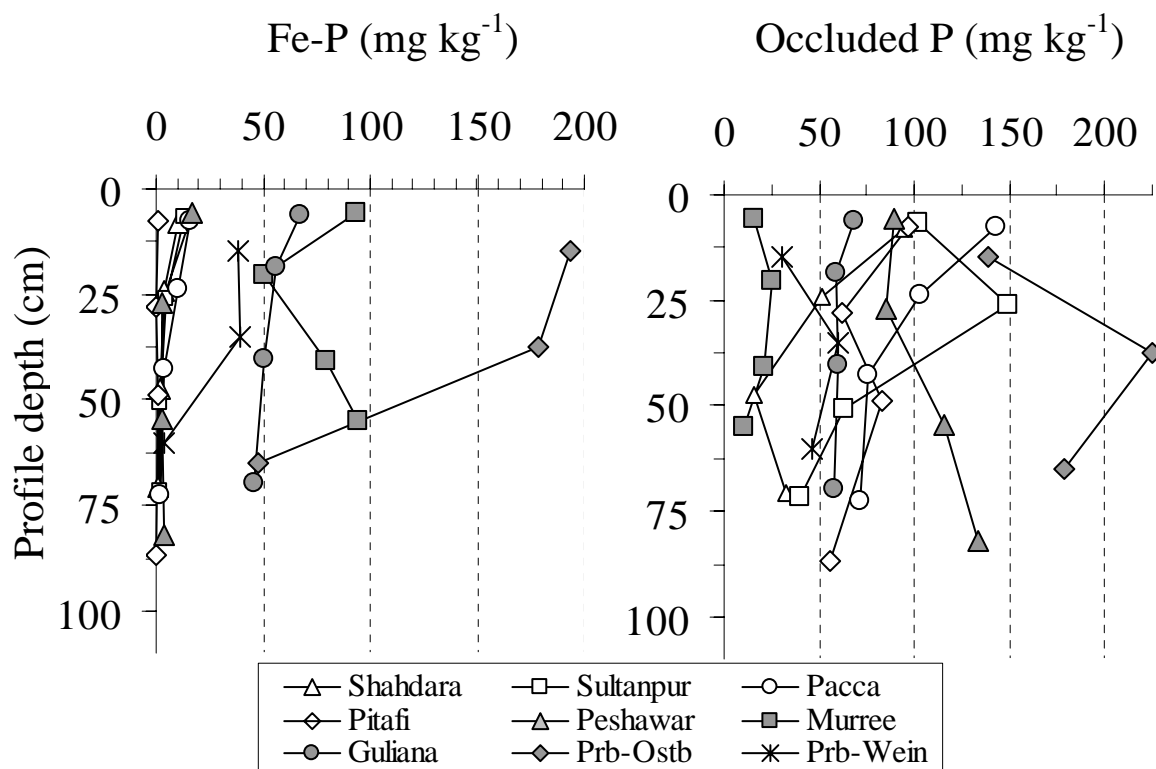 Fe-P (mg kg-1) Occluded P (mg kg-1)
0 50 100 150 200 0 50 100 150 200
0 0
25 25
50 50
75 75
100 100
Profile depth (cm)
Shahdara Sultanpur Pacca
Pitafi Peshawar Murree
Guliana Prb-Ostb Prb-Wein